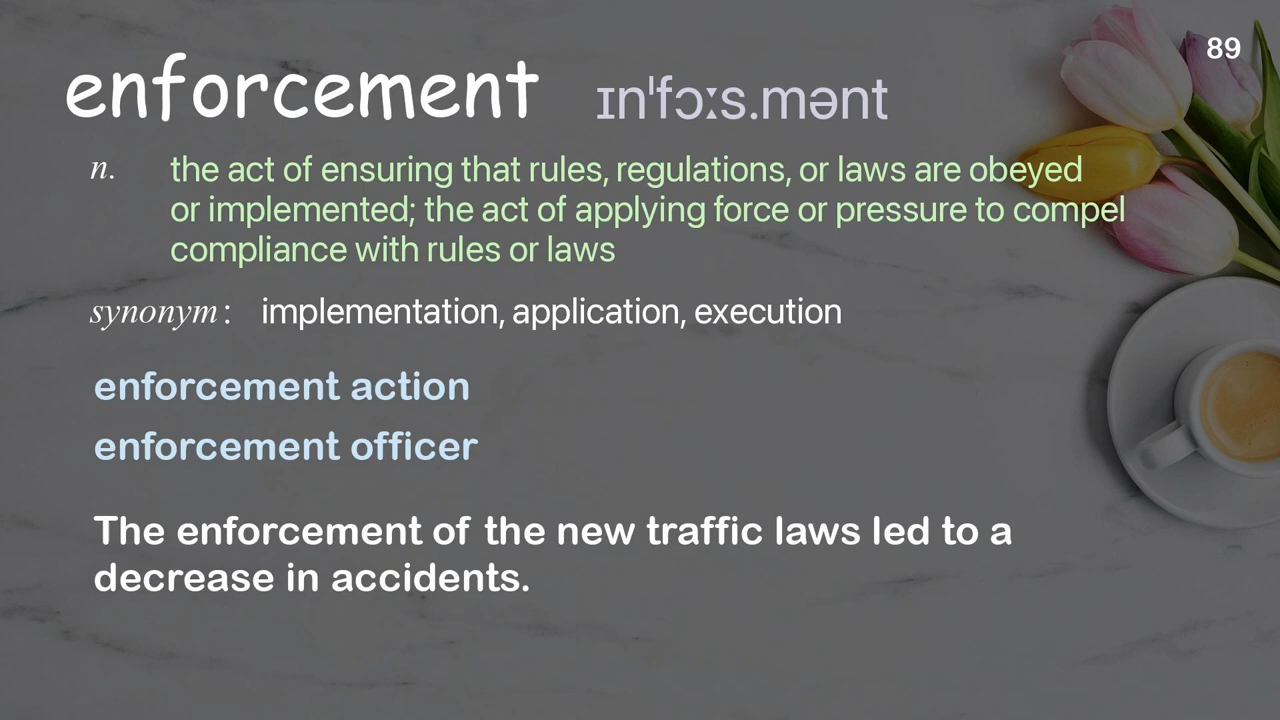 89
enforcement ɪnˈfɔːs.mənt
n. the act of ensuring that rules, regulations, or laws are obeyed
or implemented; the act of applying force or pressure to compel
compliance with rules or laws
synonym: implementation, application, execution
enforcement action
enforcement officer
The enforcement of the new traffic laws led to a
decrease in accidents.